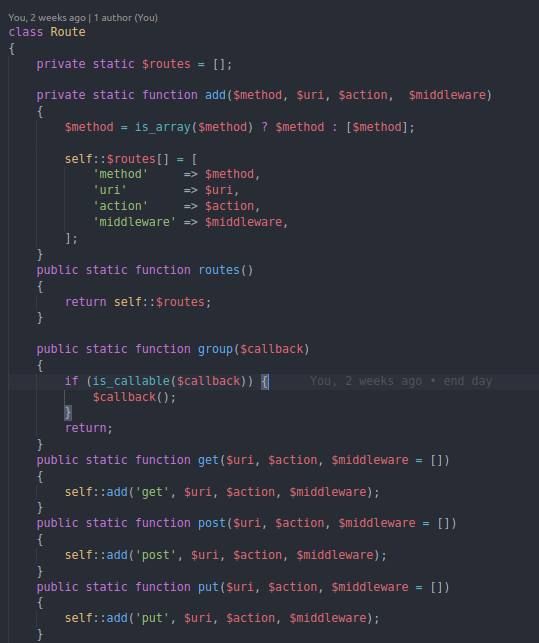 You, 2 weeks ago | 1 author (You)
class Route
{
    private static $routes = [];

    private static function add($method, $uri, $action,  $middleware)
    {
        $method = is_array($method) ? $method : [$method];

        self::$routes[] = [
            'method'     => $method,
            'uri'        => $uri,
            'action'     => $action,
            'middleware' => $middleware,
        ];
    }
    public static function routes()
    {
        return self::$routes;
    }

    public static function group($callback)
    {
        if (is_callable($callback)) {      You, 2 weeks ago • end day
            $callback();
        }
        return;
    }
    public static function get($uri, $action, $middleware = [])
    {
        self::add('get', $uri, $action, $middleware);
    }
    public static function post($uri, $action, $middleware = [])
    {
        self::add('post', $uri, $action, $middleware);
    }
    public static function put($uri, $action, $middleware = [])
    {
        self::add('put', $uri, $action, $middleware);
    }